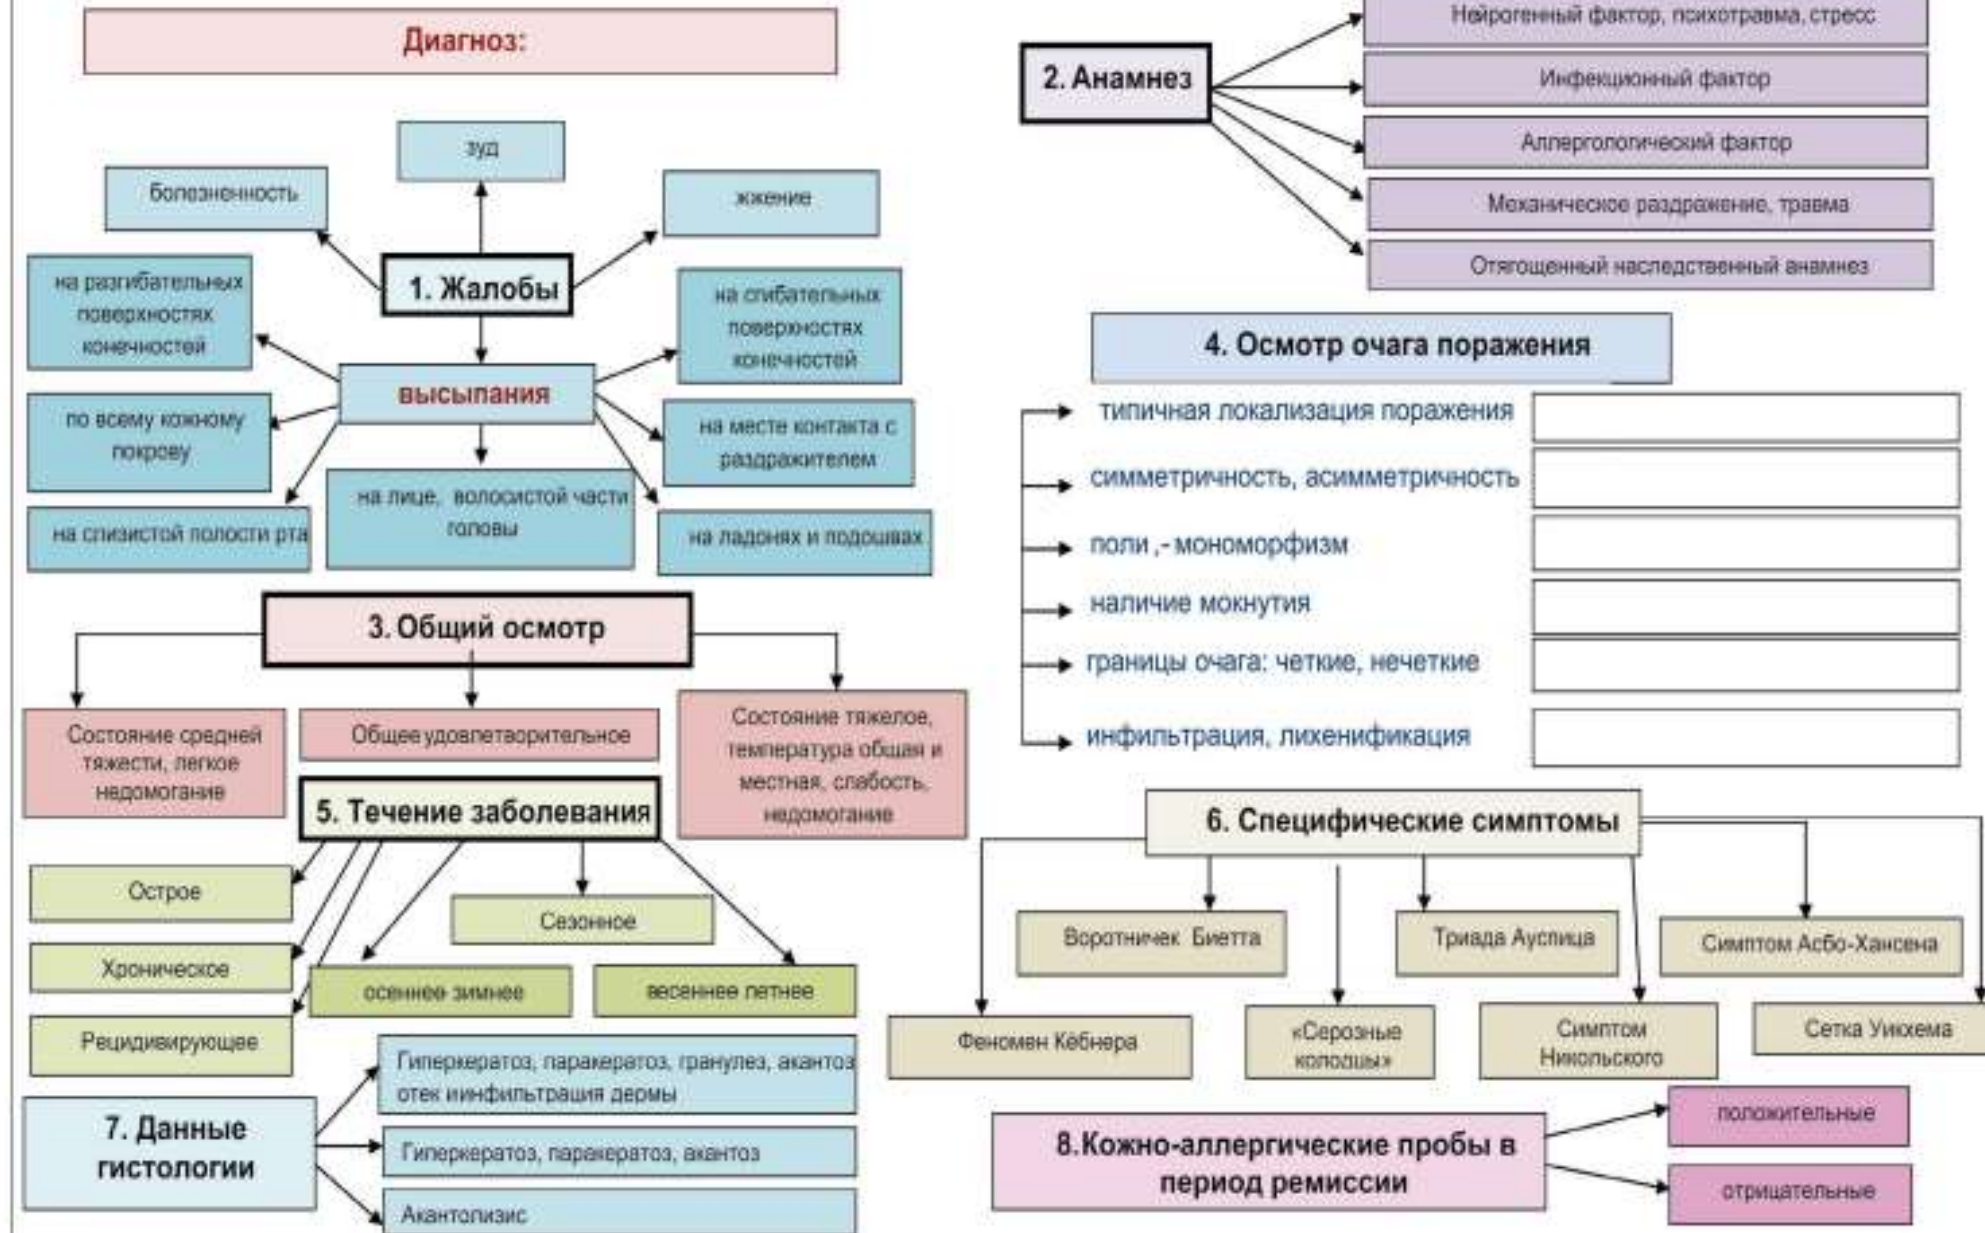 Диагноз:
зуд
болезненность
жжение
1. Жалобы
на разгибательных
поверхностях
конечностей
на сгибательных
поверхностях
конечностей
высыпания
по всему кожному
покрову
на месте контакта с
раздражителем
на слизистой полости рта
на лице, волосистой части
головы
на ладонях и подошвах
2. Анамнез
Нейрогенный фактор, психотравма, стресс
Инфекционный фактор
Аллергологический фактор
Механическое раздражение, травма
Отягощенный наследственный анамнез
3. Общий осмотр
Состояние средней
тяжести, легкое
недомогание
Общее удовлетворительное
Состояние тяжелое,
температура общая и
местная, слабость,
недомогание
4. Осмотр очага поражения
типичная локализация поражения
симметричность, асимметричность
поли ,- мономорфизм
наличие мокнутия
границы очага: четкие, нечеткие
инфильтрация, лихенификация
5. Течение заболевания
Острое
Хроническое
Рецидивирующее
Сезонное
осеннее зимнее
весеннее летнее
6. Специфические симптомы
Воротничек Биетта
Триада Ауспица
Симптом Асбо-Хансена
Феномен Кёбнера
«Серозные
колодцы»
Симптом
Никольского
Сетка Уикхема
7. Данные
гистологии
Гиперкератоз, паракератоз, гранулез, акантоз
отек иинфильтрация дермы
Гиперкератоз, паракератоз, акантоз
Акантолизис
8.Кожно-аллергические пробы в
период ремиссии
положительные
отрицательные